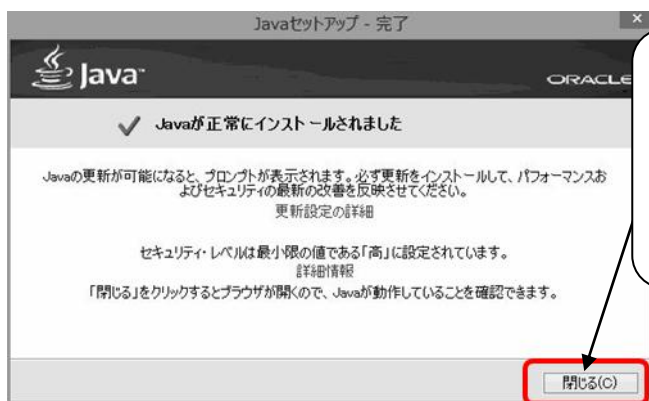 Javaセットアップ - 完了
Java
ORACLE
Javaが正常にインストールされました
Javaの更新が可能になると、プロンプトが表示されます。必ず更新をインストールして、パフォーマンスお
よびセキュリティの最新の改善を反映させてください。
更新設定の詳細
セキュリティ・レベルは最小限の値である「高」に設定されています。
詳細情報
「閉じる」をクリックするとブラウザが開くので、Javaが動作していることを確認できます。
閉じる(C)